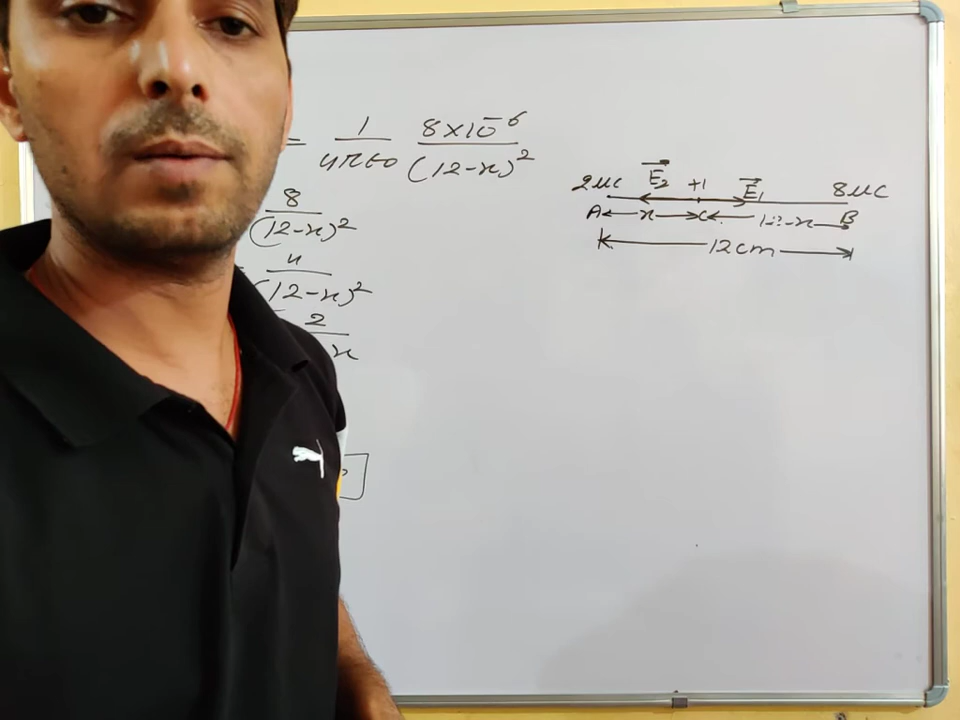 = 1/4πε0 8×10^-6/(12-x)^2
8/(12-x)^2
4/(12-x)^2
2
x
2μC E2 +1 E1 8μC
A x C 12-x B
12cm